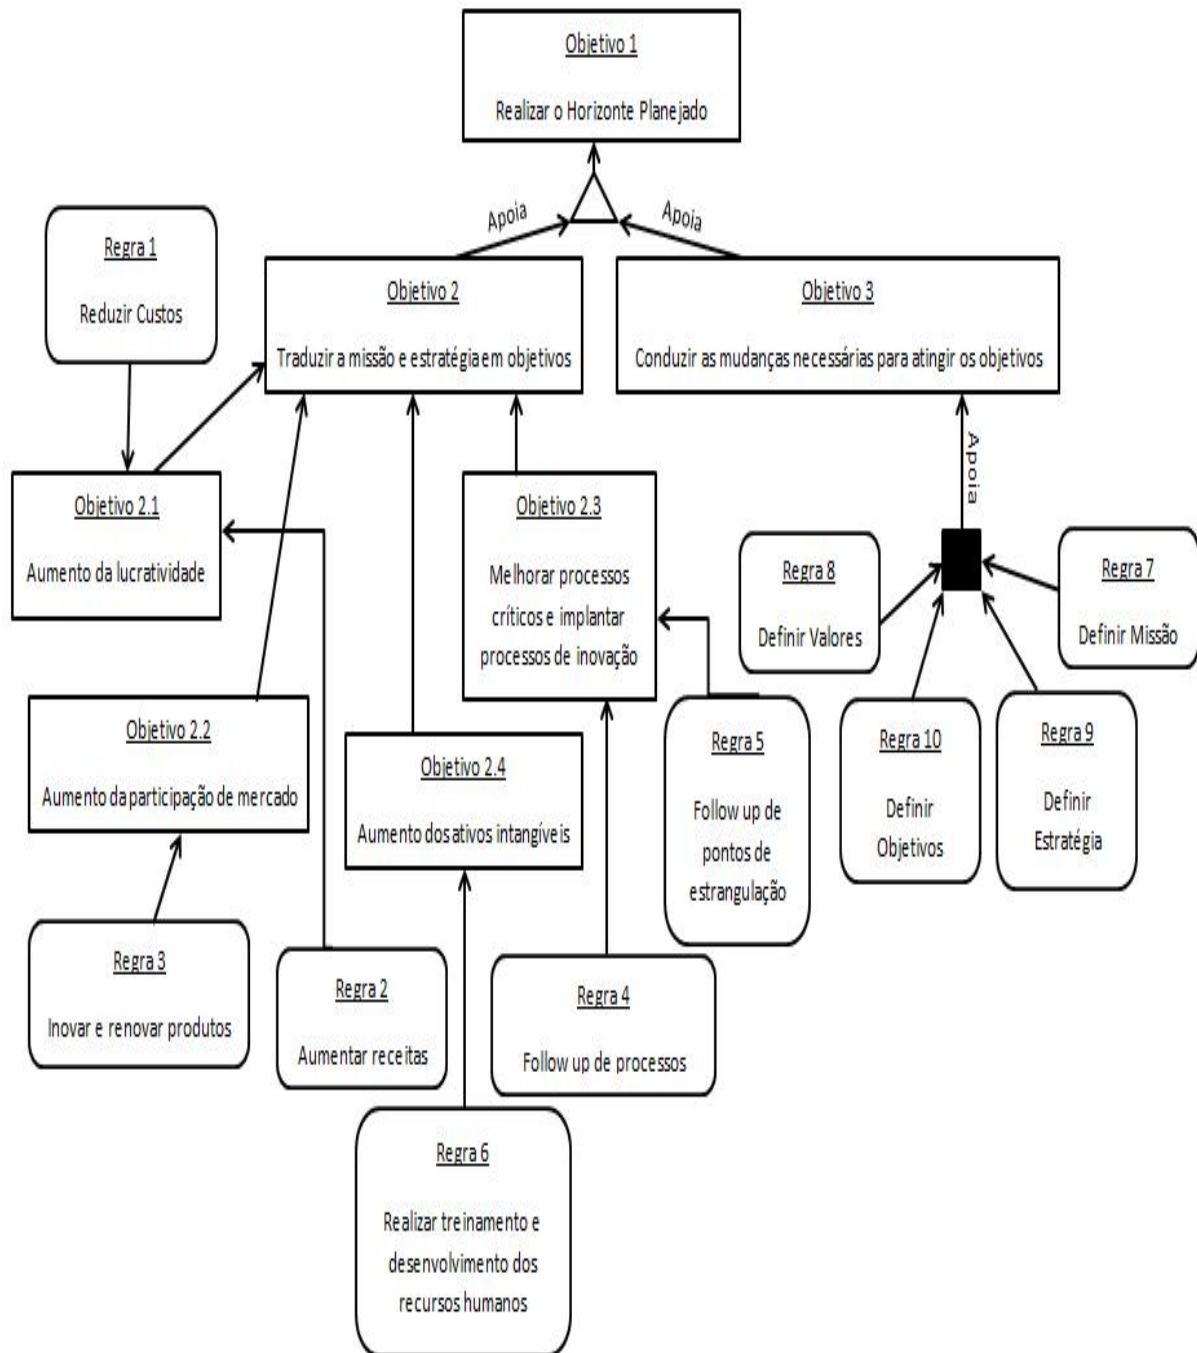 Objetivo 1
Realizar o Horizonte Planejado
Apoia
Apoia
Regra 1
Reduzir Custos
Objetivo 2
Traduzir a missão e estratégia em objetivos
Objetivo 3
Conduzir as mudanças necessárias para atingir os objetivos
Apoia
Objetivo 2.1
Aumento da lucratividade
Objetivo 2.3
Melhorar processos
críticos e implantar
processos de inovação
Regra 8
Definir Valores
Regra 7
Definir Missão
Objetivo 2.2
Aumento da participação de mercado
Objetivo 2.4
Aumento dos ativos intangíveis
Regra 5
Follow up de
pontos de
estrangulação
Regra 10
Definir
Objetivos
Regra 9
Definir
Estratégia
Regra 3
Inovar e renovar produtos
Regra 2
Aumentar receitas
Regra 4
Follow up de processos
Regra 6
Realizar treinamento e
desenvolvimento dos
recursos humanos